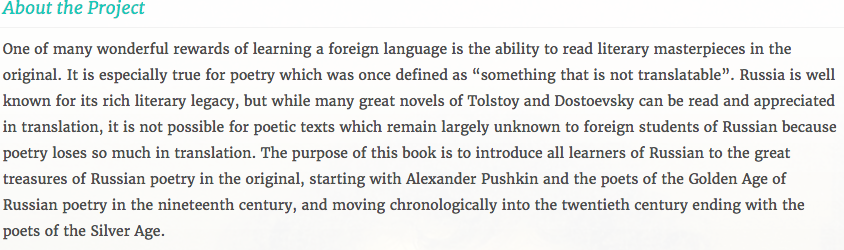 About the Project
One of many wonderful rewards of learning a foreign language is the ability to read literary masterpieces in the
original. It is especially true for poetry which was once defined as “something that is not translatable”. Russia is well
known for its rich literary legacy, but while many great novels of Tolstoy and Dostoevsky can be read and appreciated
in translation, it is not possible for poetic texts which remain largely unknown to foreign students of Russian because
poetry loses so much in translation. The purpose of this book is to introduce all learners of Russian to the great
treasures of Russian poetry in the original, starting with Alexander Pushkin and the poets of the Golden Age of
Russian poetry in the nineteenth century, and moving chronologically into the twentieth century ending with the
poets of the Silver Age.